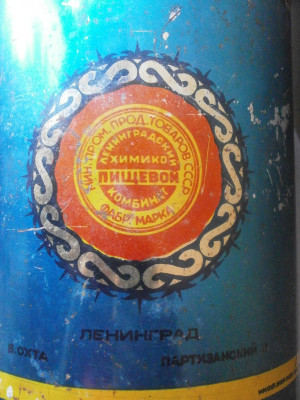 МИН. ПРОМ. ПРОД. ТОВАРОВ СССР
ЛЕНИНГРАДСКИЙ
ХИМИКО
ПИЩЕВОЙ
КОМБИНАТ
ФАБР. МАРКА
ЛЕНИНГРАД
Б. ОХТА ПАРТИЗАНСКИЙ